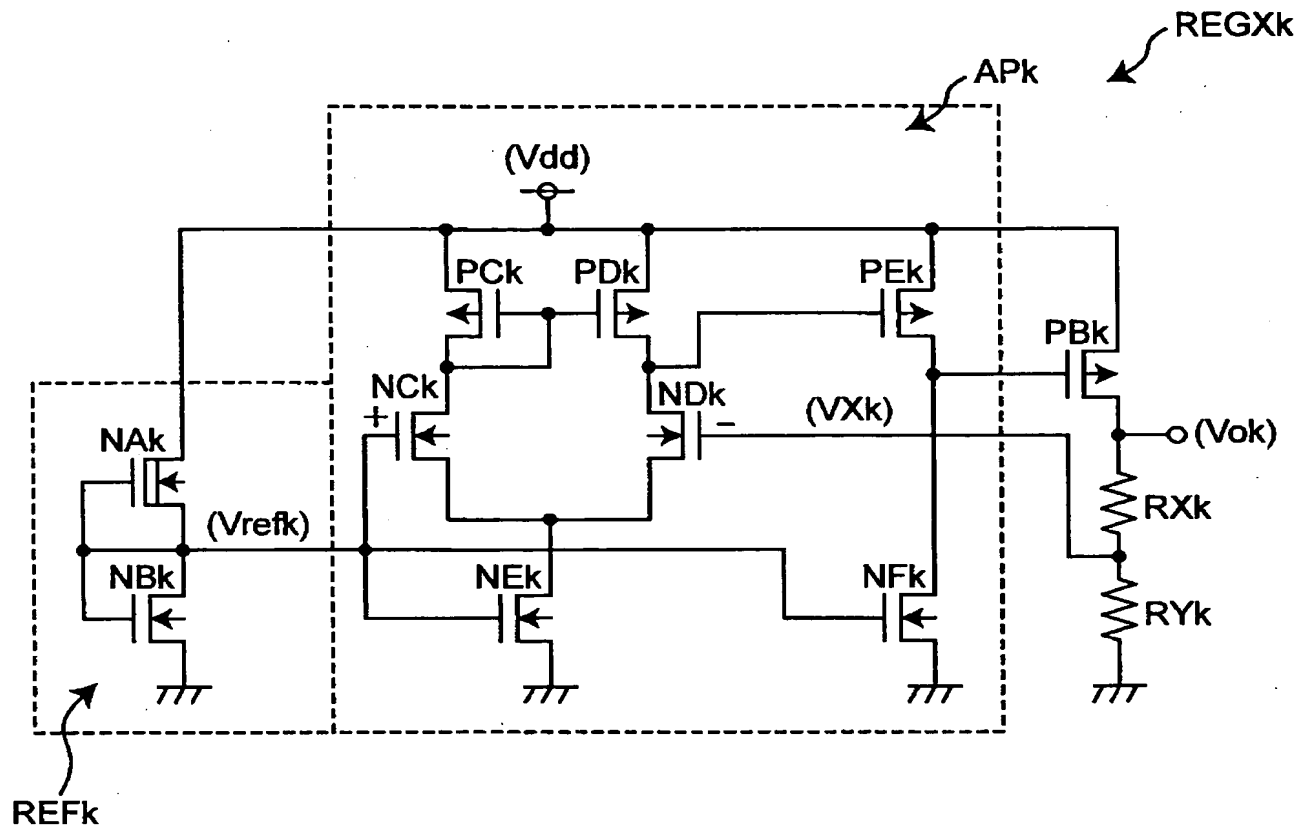 REGXk
APk
(Vdd)
PCk
PDk
PEk
PBk
NCk
+
NDk
-
(VXk)
(Vok)
NAk
(Vrefk)
RXk
NBk
NEk
NFk
RYk
REFk